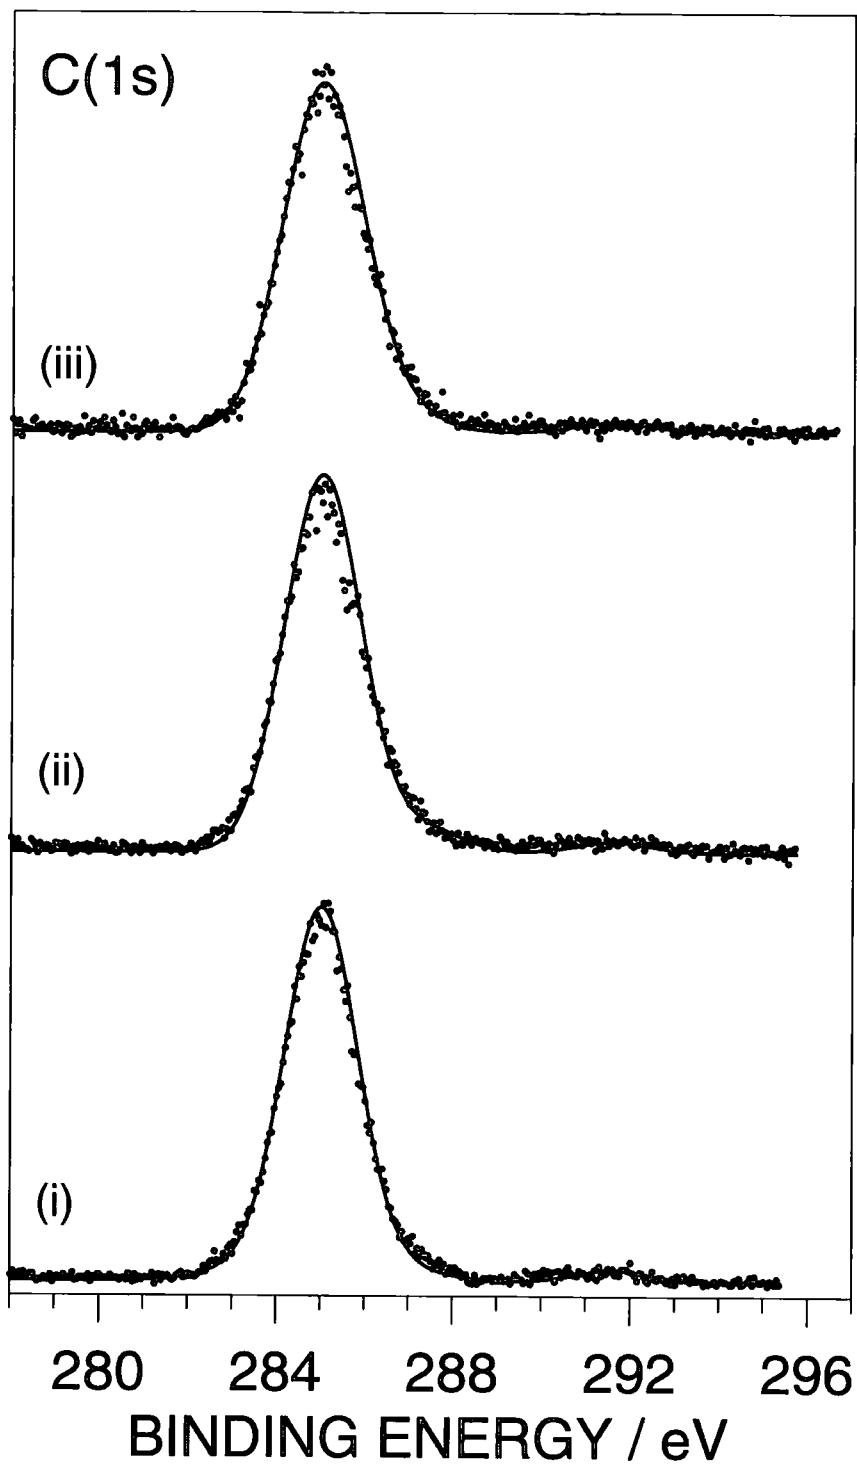 C(1s)
(iii)
(ii)
(i)
280 284 288 292 296
BINDING ENERGY / eV